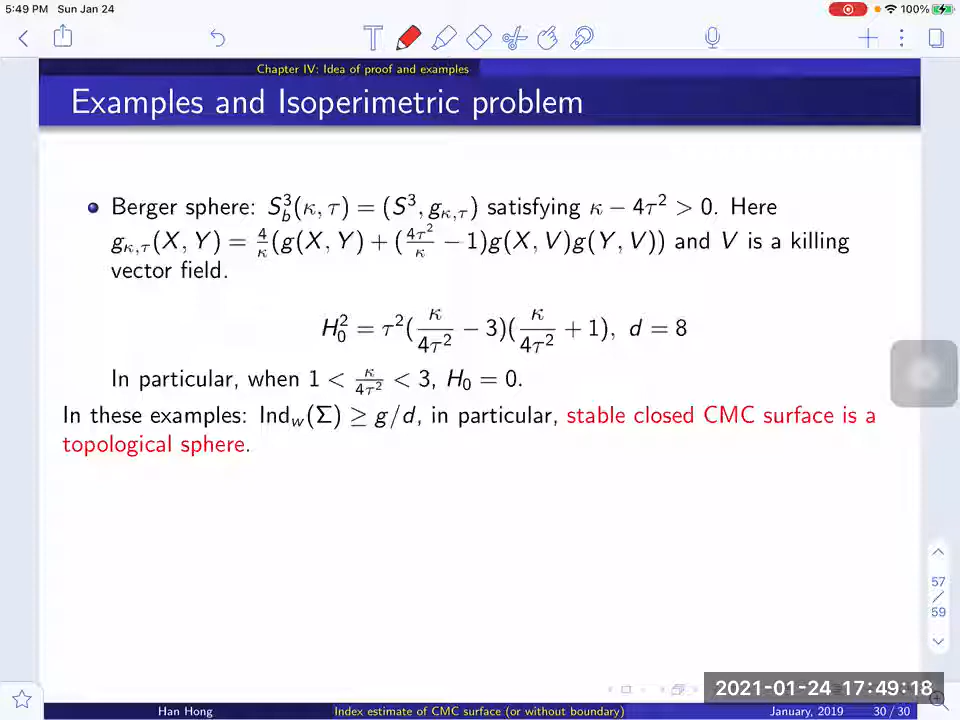 5:49 PM Sun Jan 24
100%
Chapter IV: Idea of proof and examples
Examples and Isoperimetric problem
Berger sphere: S_b^3(κ, τ) = (S^3, g_{κ,τ}) satisfying κ − 4τ^2 > 0. Here
g_{κ,τ}(X, Y) = 4/κ (g(X, Y) + (4τ^2/κ − 1)g(X, V)g(Y, V)) and V is a killing
vector field.
H_0^2 = τ^2(κ/4τ^2 − 3)(κ/4τ^2 + 1), d = 8
In particular, when 1 < κ/4τ^2 < 3, H_0 = 0.
In these examples: Ind_w(Σ) ≥ g/d, in particular, stable closed CMC surface is a
topological sphere.
57
/
59
2021-01-24 17:49:18
Han Hong
Index estimate of CMC surface (or without boundary)
January, 2019
30 / 30